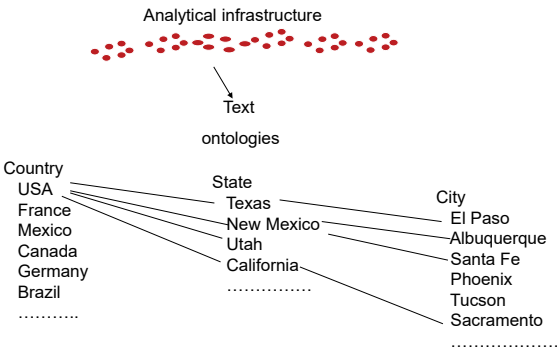 Analytical infrastructure
Text
ontologies
Country
USA
France
Mexico
Canada
Germany
Brazil
………..
State
Texas
New Mexico
Utah
California
……………
City
El Paso
Albuquerque
Santa Fe
Phoenix
Tucson
Sacramento
……………….